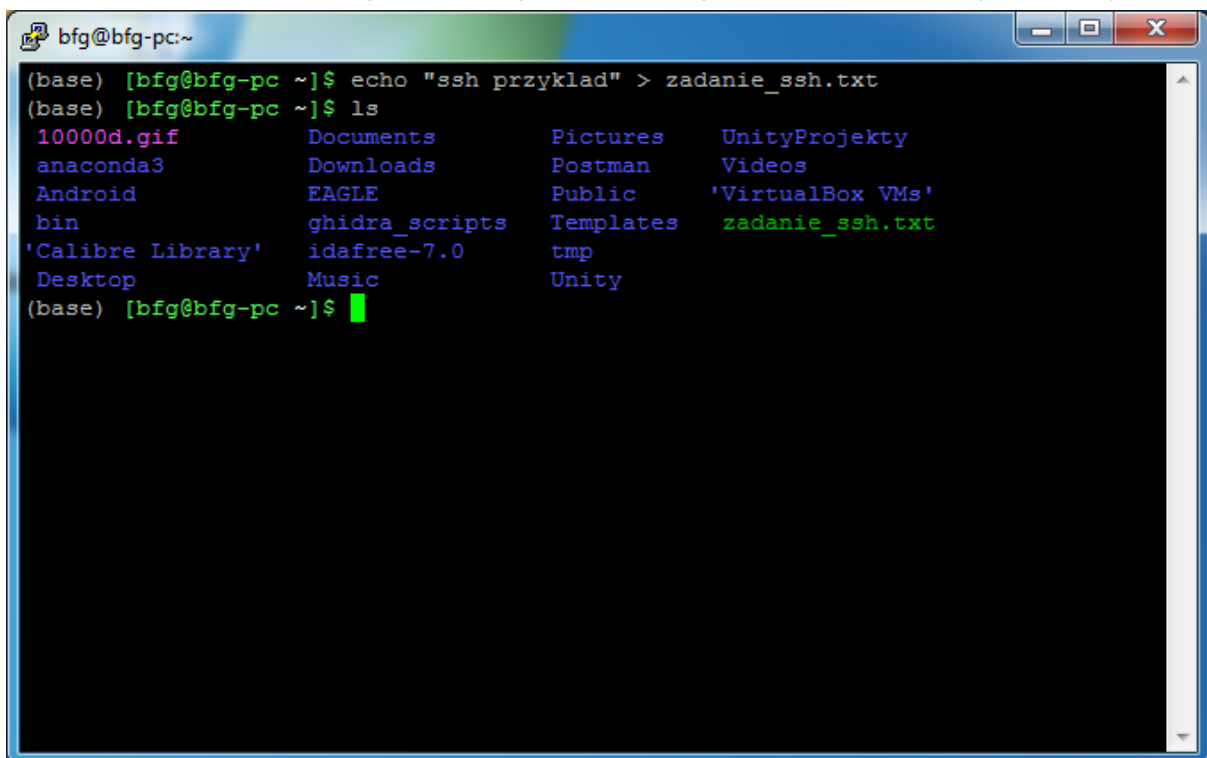 bfg@bfg-pc:~
(base) [bfg@bfg-pc ~]$ echo "ssh przyklad" > zadanie_ssh.txt
(base) [bfg@bfg-pc ~]$ ls
10000d.gif Documents Pictures UnityProjekty
anaconda3 Downloads Postman Videos
Android EAGLE Public 'VirtualBox VMs'
bin ghidra_scripts Templates zadanie_ssh.txt
'Calibre Library' idafree-7.0 tmp
Desktop Music Unity
(base) [bfg@bfg-pc ~]$